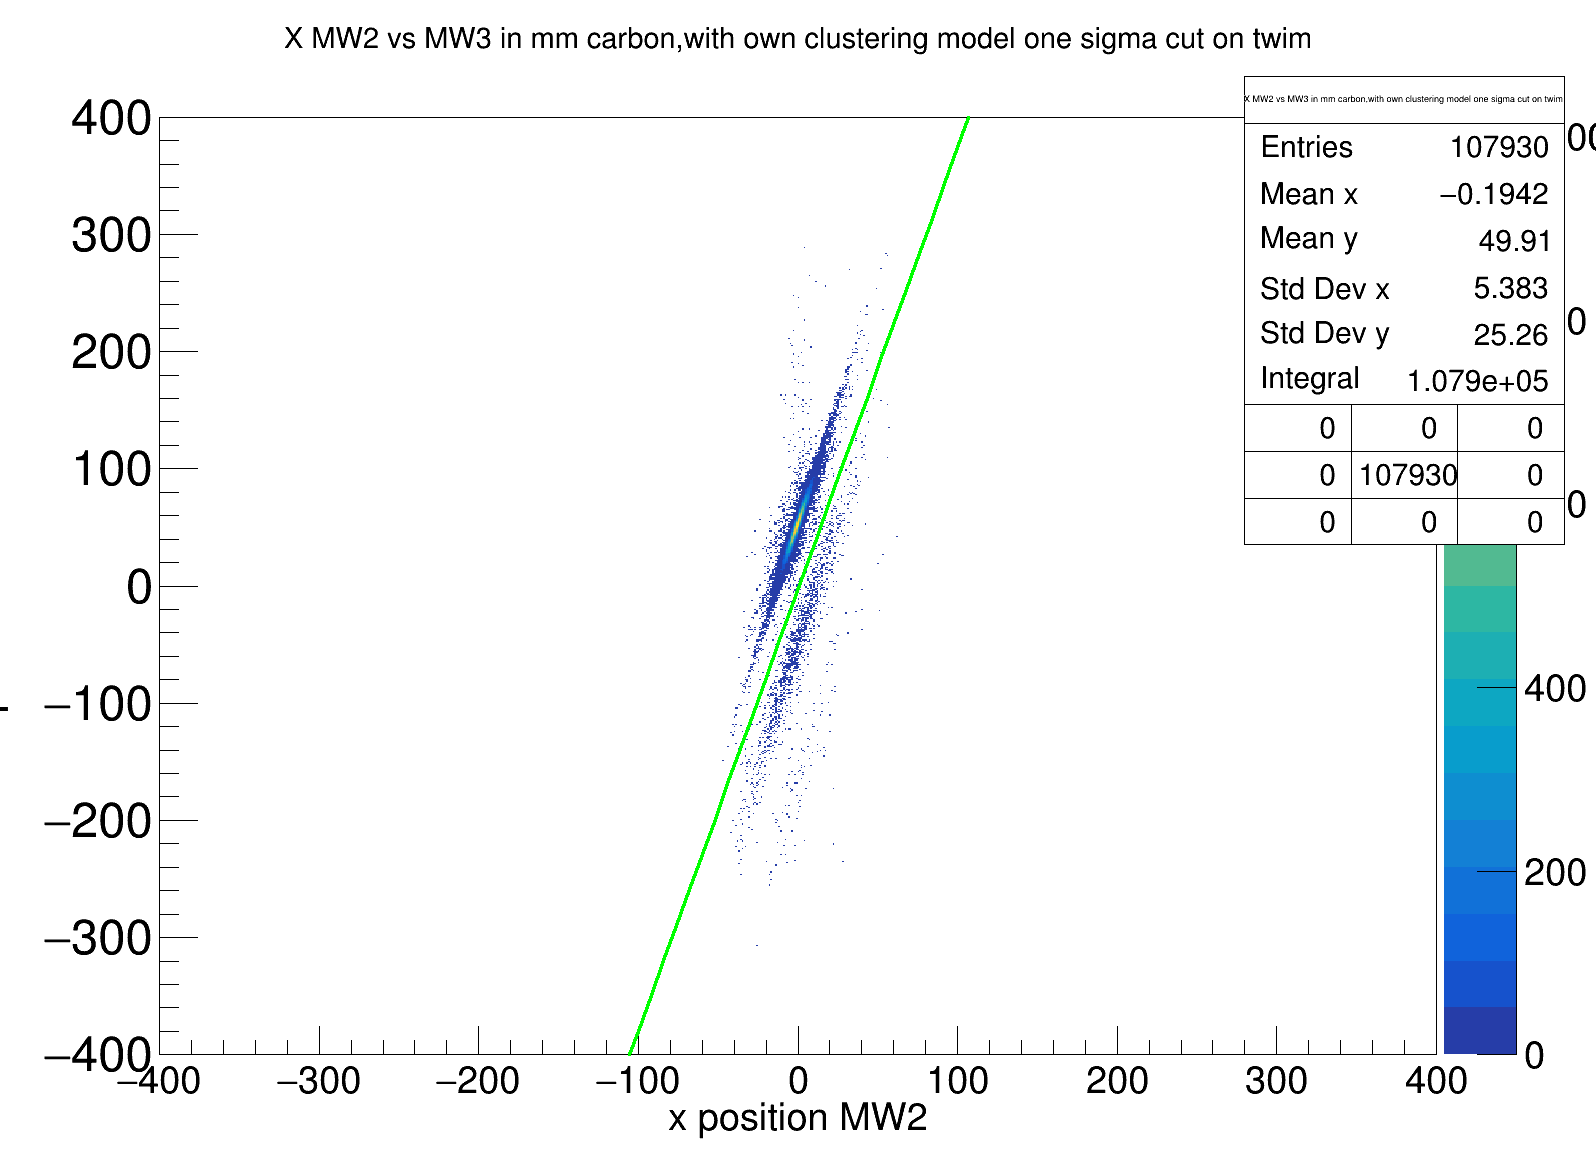 X MW2 vs MW3 in mm carbon,with own clustering model one sigma cut on twim
X MW2 vs MW3 in mm carbon,with own clustering model one sigma cut on twim
Entries 107930
Mean x −0.1942
Mean y 49.91
Std Dev x 5.383
Std Dev y 25.26
Integral 1.079e+05
0 0 0
0 107930 0
0 0 0
400
300
200
100
0
−100
−200
−300
−400
−400 −300 −200 −100 0 100 200 300 400
x position MW2
400
200
0